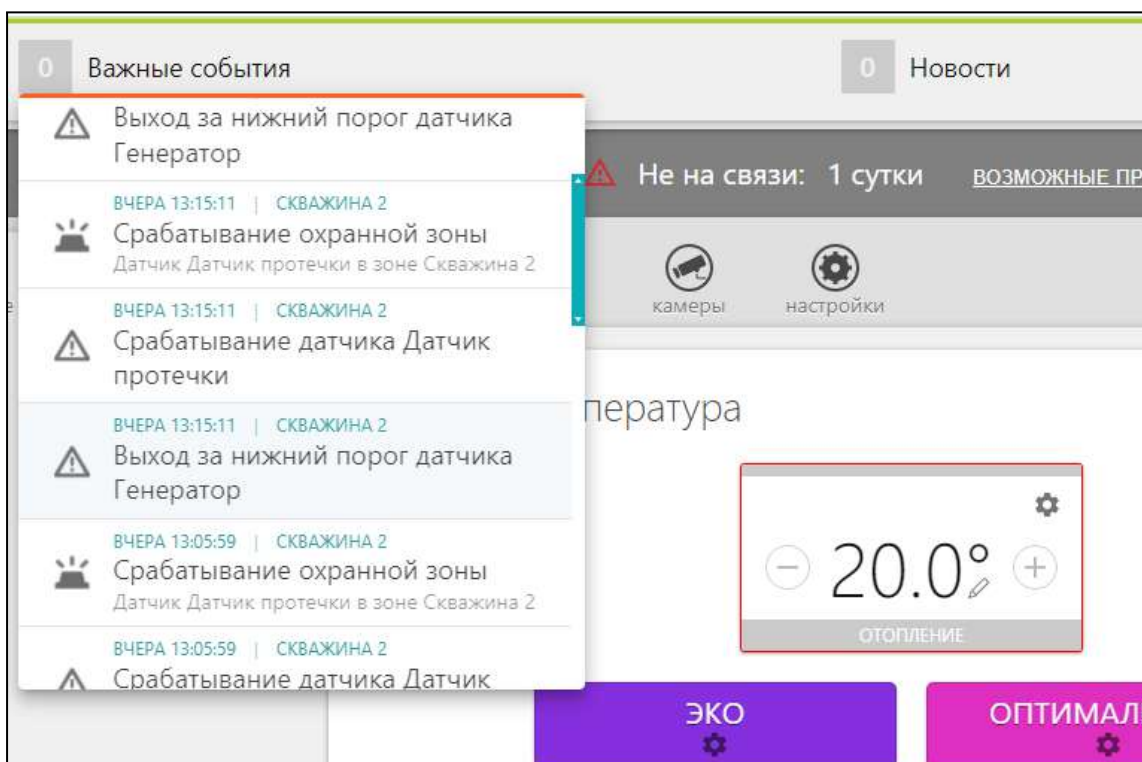 0 Важные события
0 Новости
Выход за нижний порог датчика
Генератор
ВЧЕРА 13:15:11 | СКВАЖИНА 2
Срабатывание охранной зоны
Датчик Датчик протечки в зоне Скважина 2
ВЧЕРА 13:15:11 | СКВАЖИНА 2
Срабатывание датчика Датчик
протечки
ВЧЕРА 13:15:11 | СКВАЖИНА 2
Выход за нижний порог датчика
Генератор
ВЧЕРА 13:05:59 | СКВАЖИНА 2
Срабатывание охранной зоны
Датчик Датчик протечки в зоне Скважина 2
ВЧЕРА 13:05:59 | СКВАЖИНА 2
Срабатывание датчика Датчик
Не на связи: 1 сутки ВОЗМОЖНЫЕ ПР
камеры настройки
пература
20.0°
ОТОПЛЕНИЕ
ЭКО ОПТИМАЛ